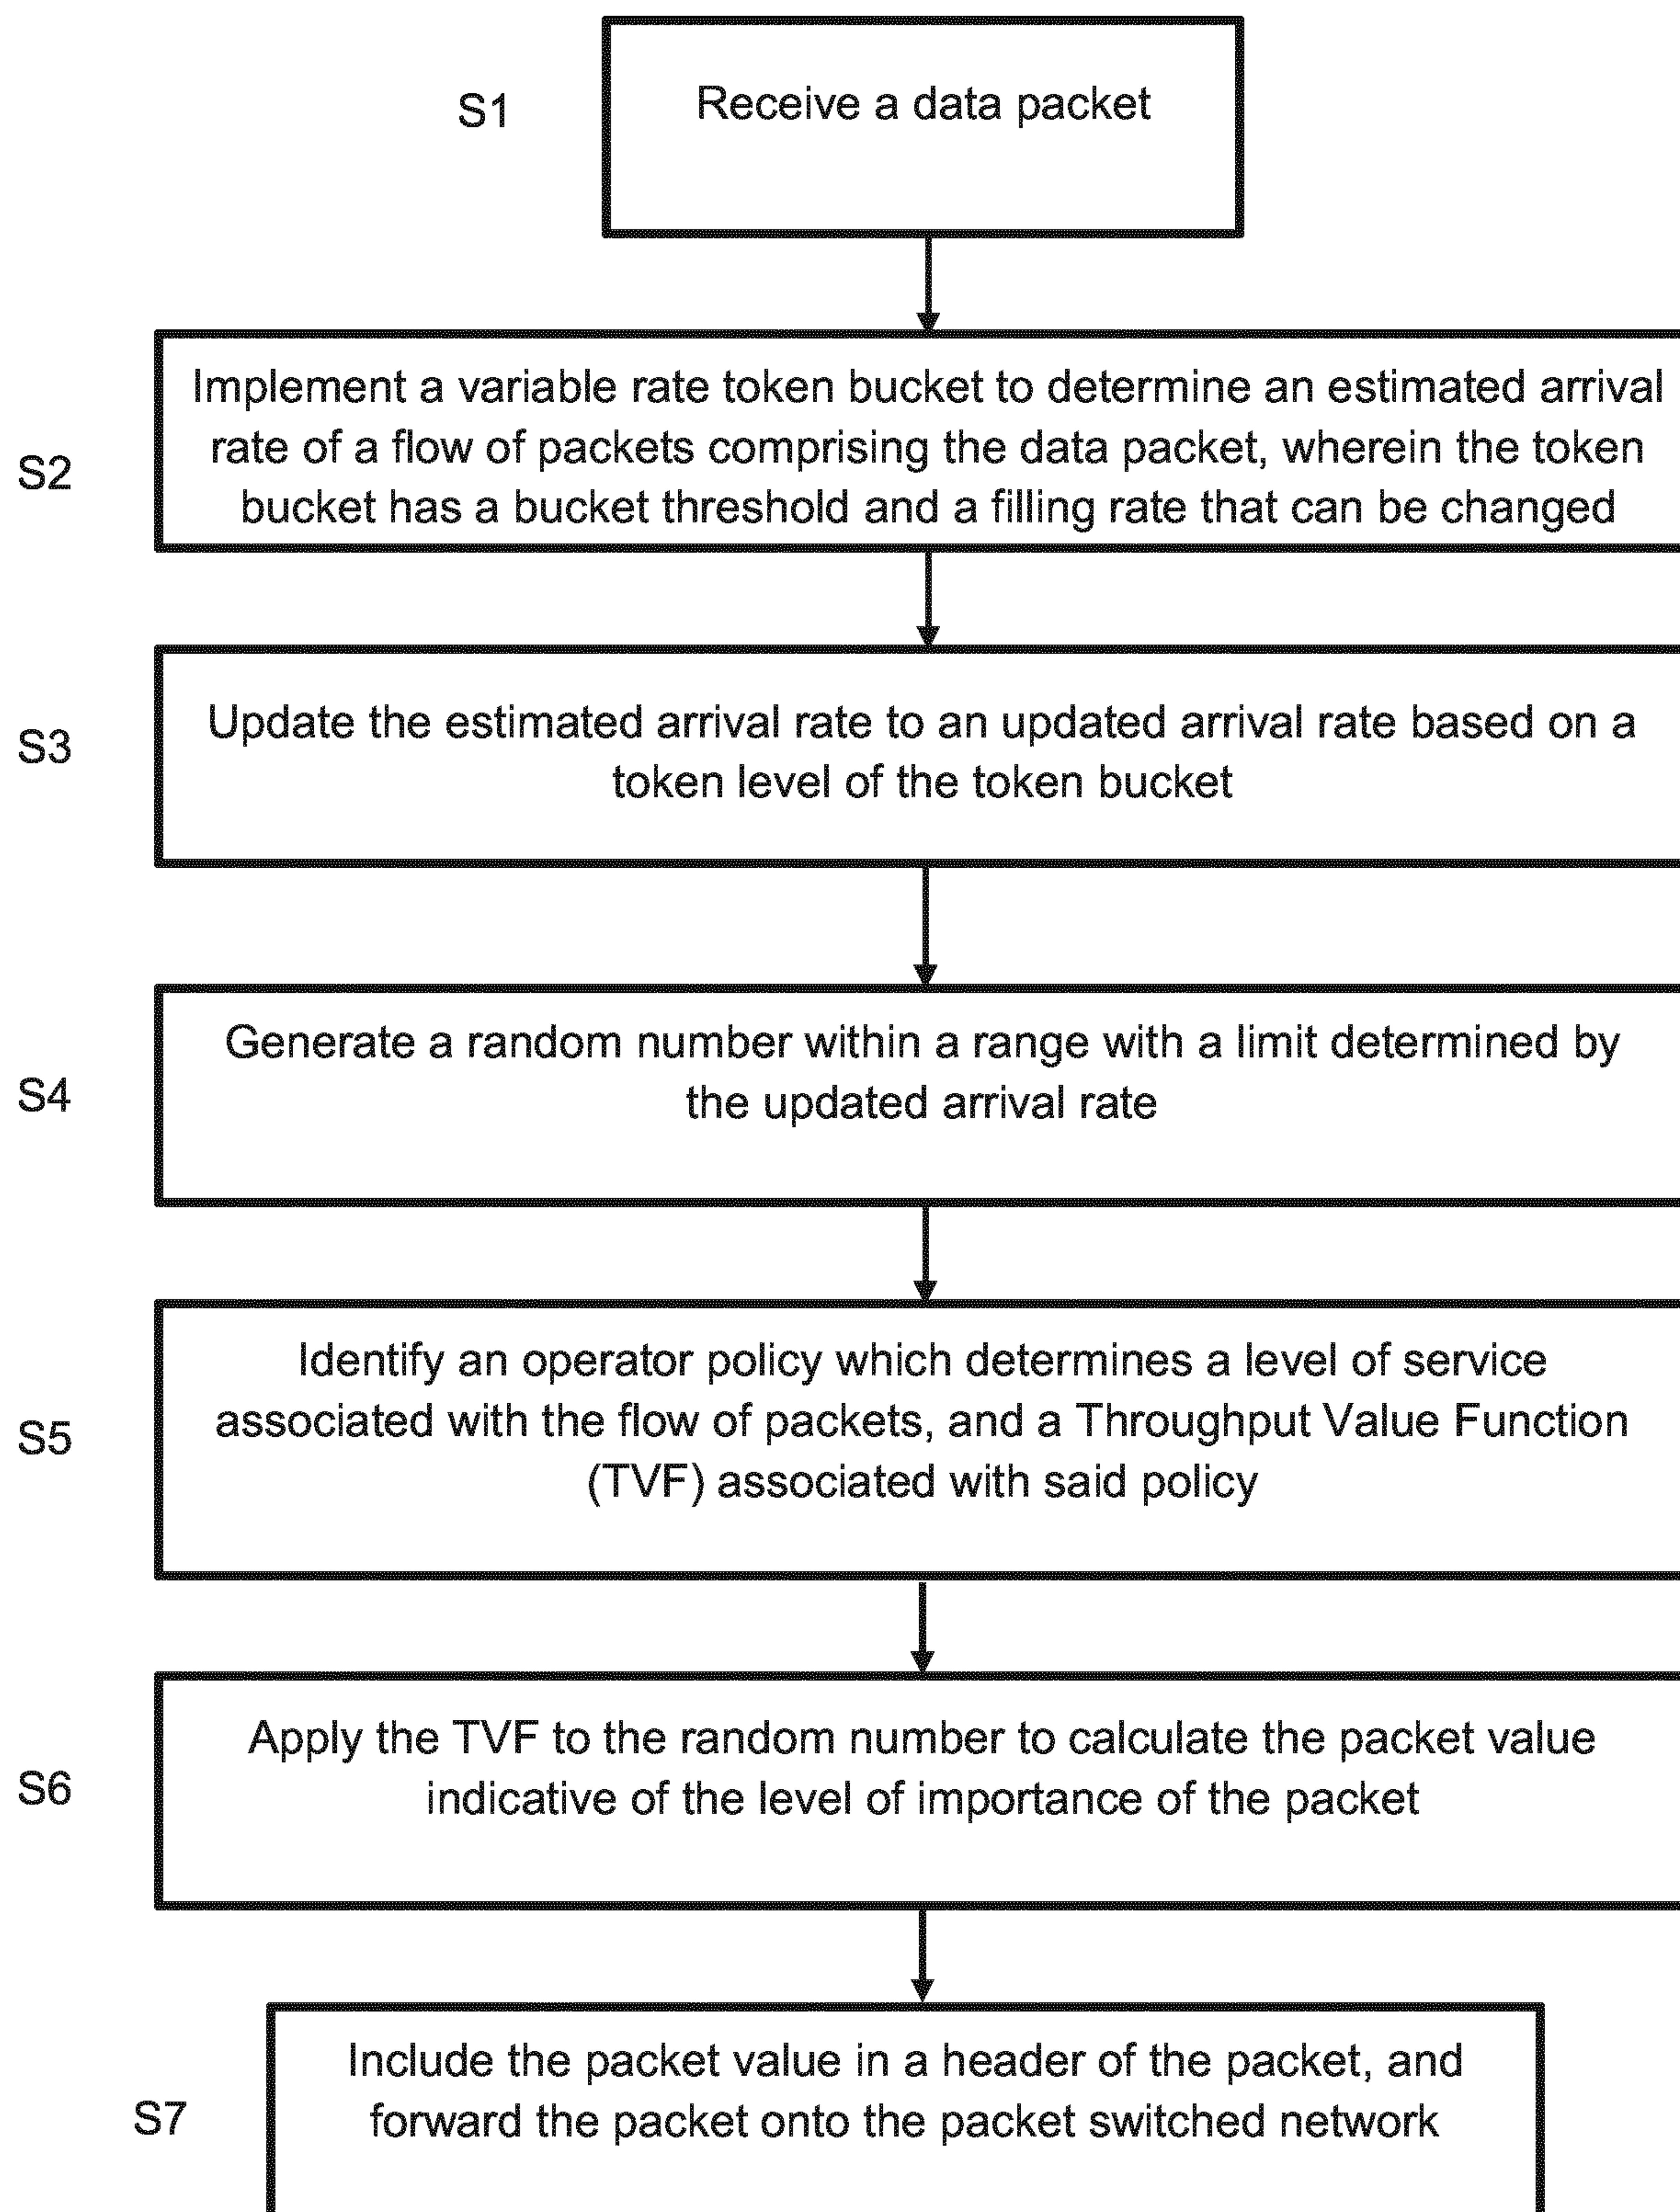 S1
Receive a data packet
S2
Implement a variable rate token bucket to determine an estimated arrival
rate of a flow of packets comprising the data packet, wherein the token
bucket has a bucket threshold and a filling rate that can be changed
S3
Update the estimated arrival rate to an updated arrival rate based on a
token level of the token bucket
S4
Generate a random number within a range with a limit determined by
the updated arrival rate
S5
Identify an operator policy which determines a level of service
associated with the flow of packets, and a Throughput Value Function
(TVF) associated with said policy
S6
Apply the TVF to the random number to calculate the packet value
indicative of the level of importance of the packet
S7
Include the packet value in a header of the packet, and
forward the packet onto the packet switched network